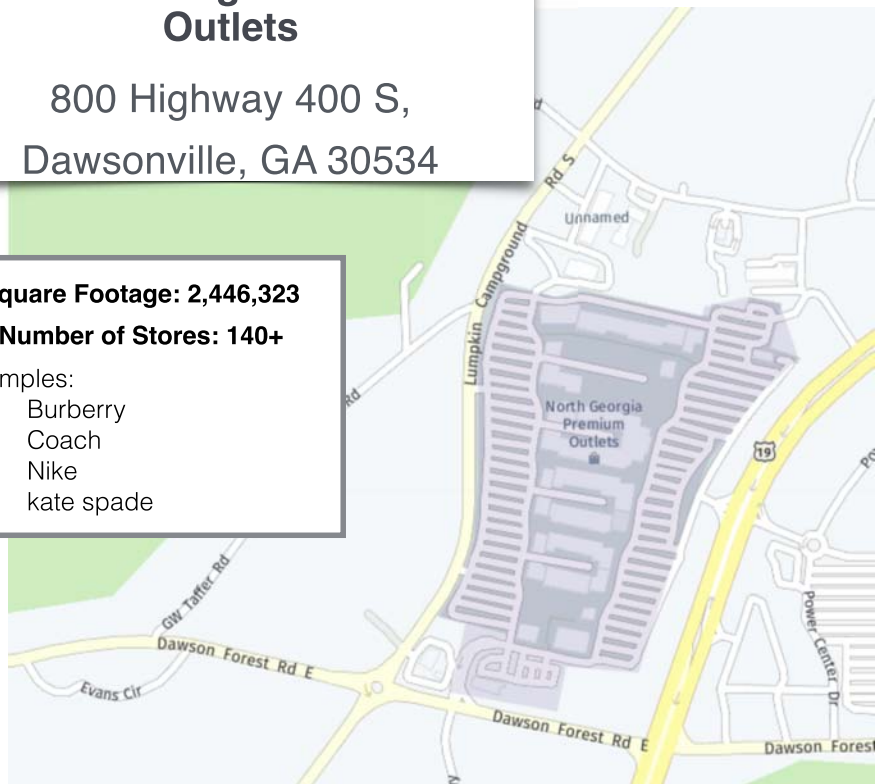 Outlets
800 Highway 400 S,
Dawsonville, GA 30534
quare Footage: 2,446,323
Number of Stores: 140+
mples:
Burberry
Coach
Nike
kate spade
Lumpkin Campground Rd S
Unnamed
North Georgia
Premium
Outlets
19
Rd
GW Taffer Rd
Dawson Forest Rd E
Evans Cir
Dawson Forest Rd E
Power Center Dr
Dawson Forest